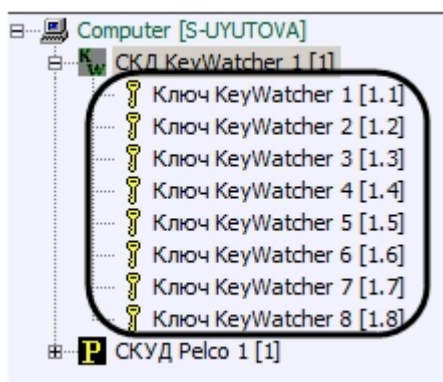 Computer [S-UYUTOVA]
СКД KeyWatcher 1 [1]
Ключ KeyWatcher 1 [1.1]
Ключ KeyWatcher 2 [1.2]
Ключ KeyWatcher 3 [1.3]
Ключ KeyWatcher 4 [1.4]
Ключ KeyWatcher 5 [1.5]
Ключ KeyWatcher 6 [1.6]
Ключ KeyWatcher 7 [1.7]
Ключ KeyWatcher 8 [1.8]
P СКУД Pelco 1 [1]